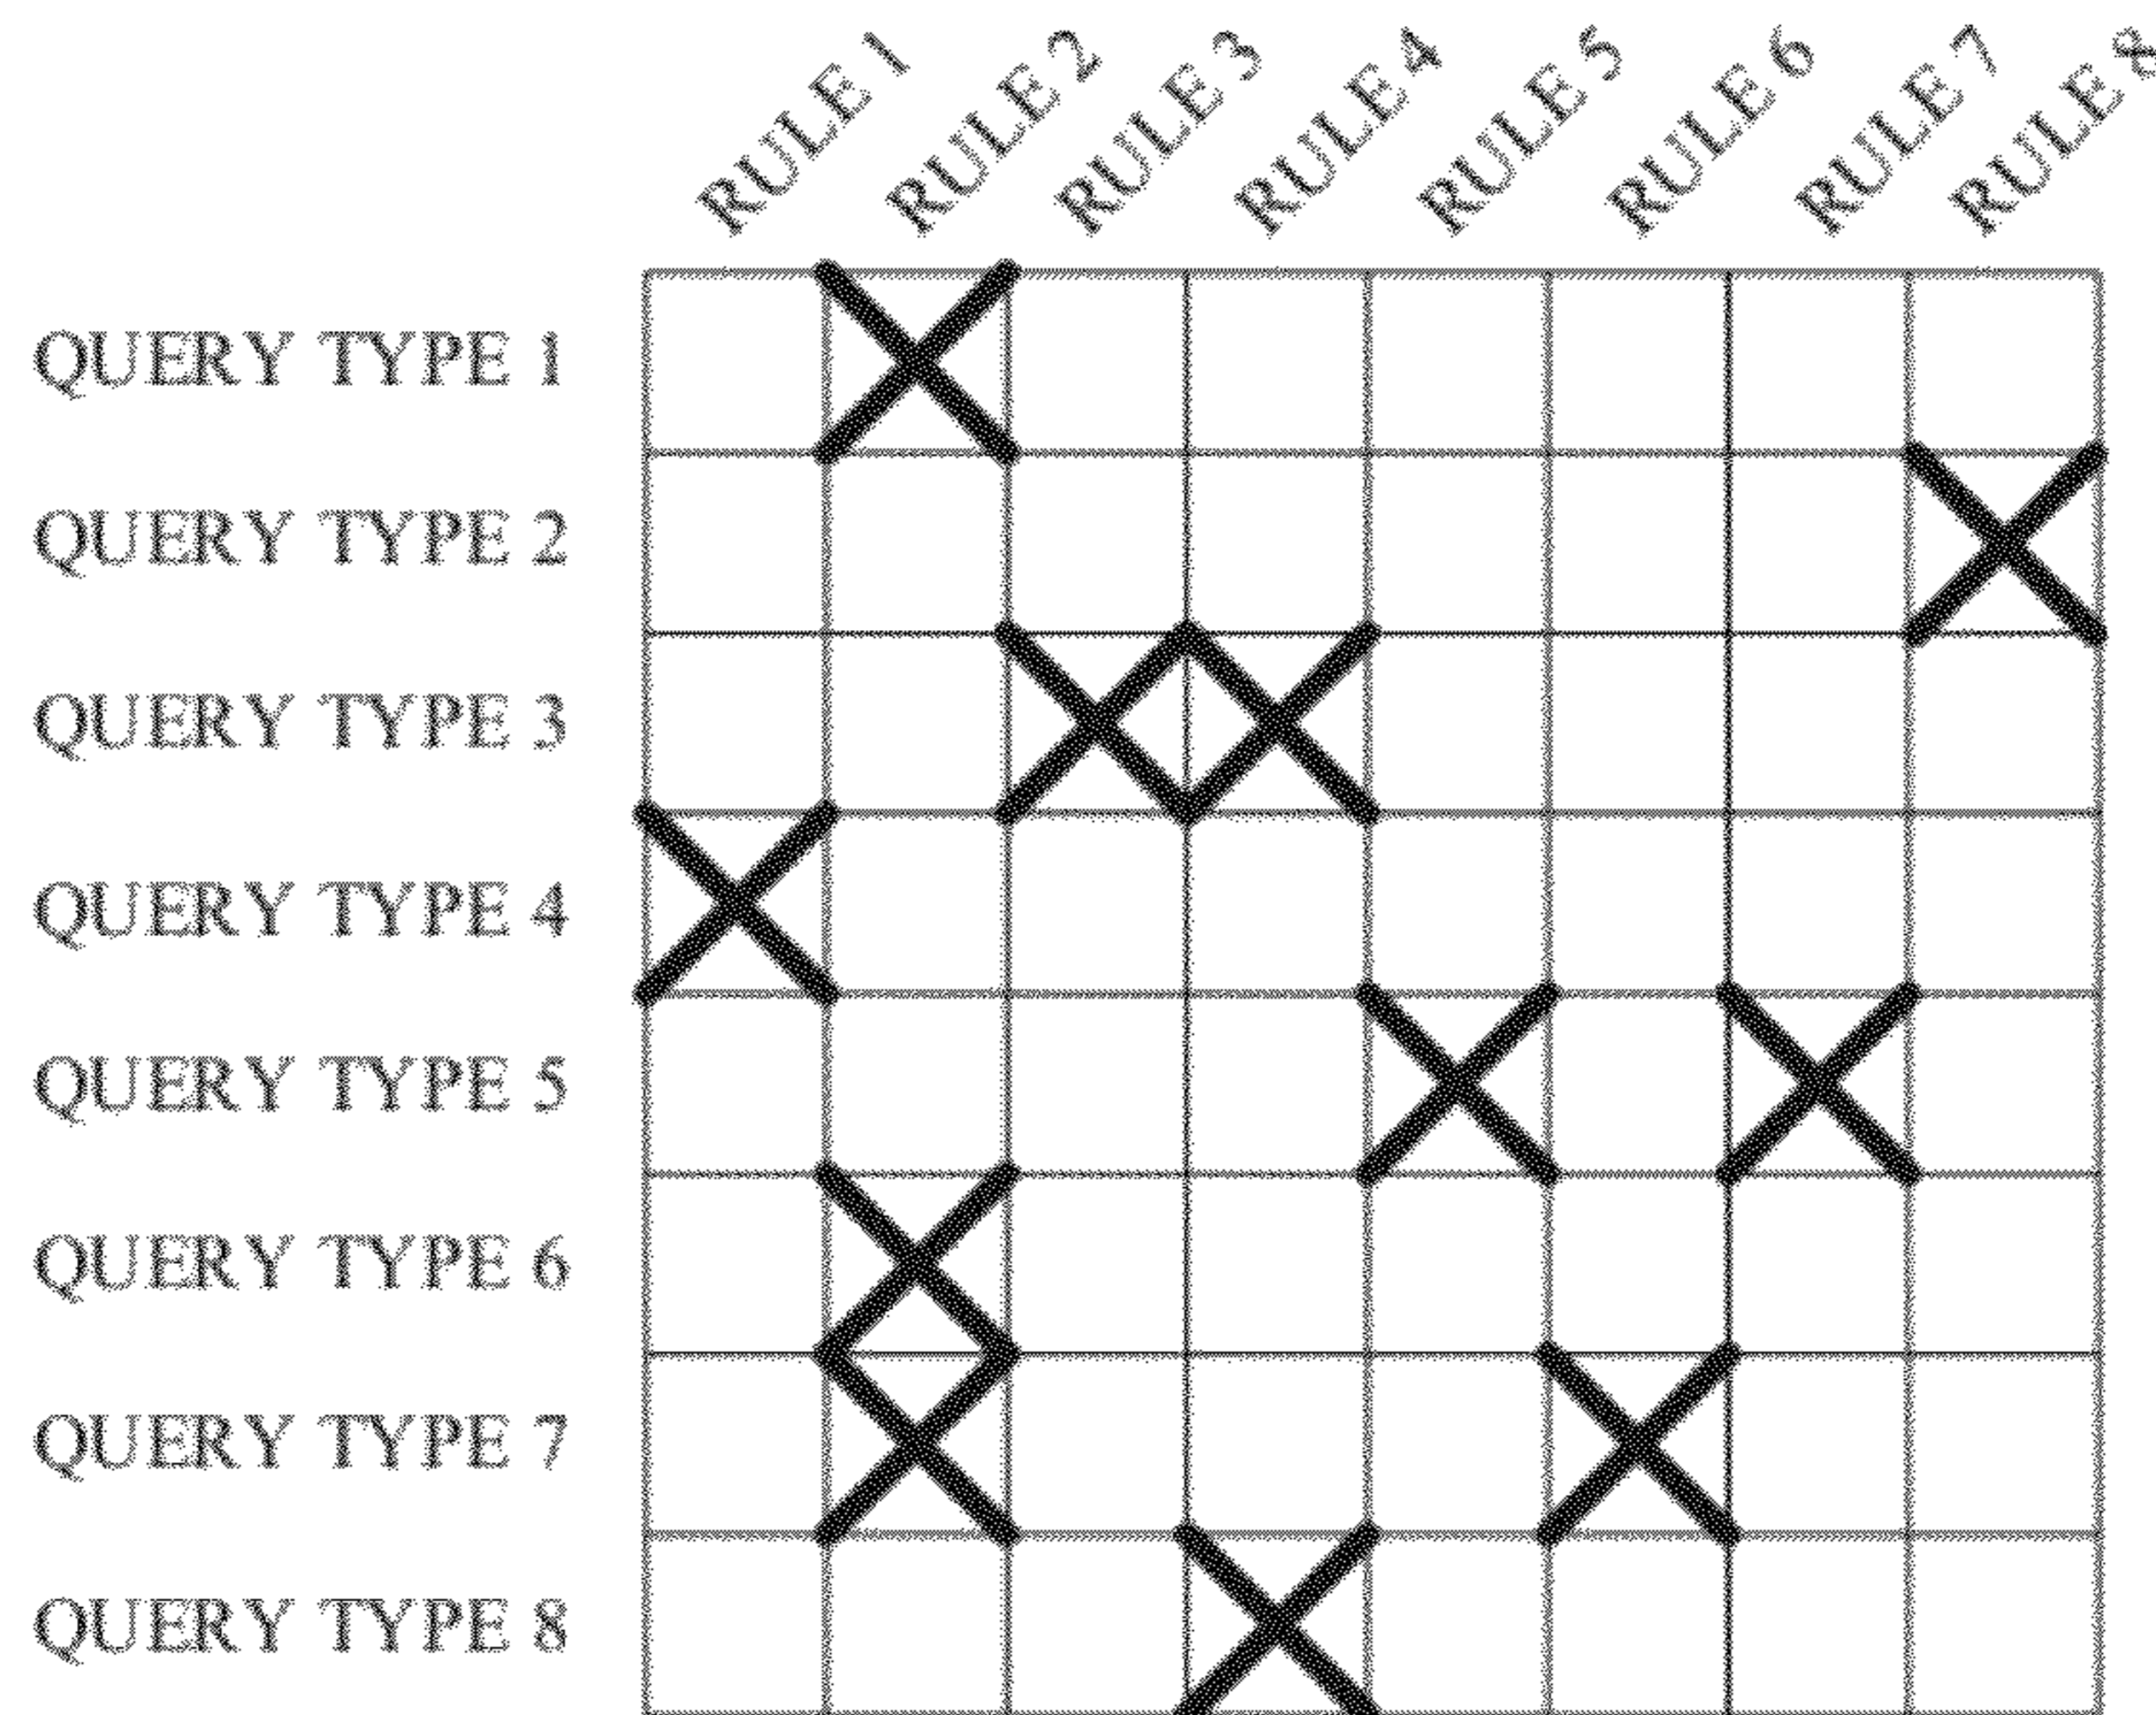 RULE 1
RULE 2
RULE 3
RULE 4
RULE 5
RULE 6
RULE 7
RULE 8
QUERY TYPE 1
QUERY TYPE 2
QUERY TYPE 3
QUERY TYPE 4
QUERY TYPE 5
QUERY TYPE 6
QUERY TYPE 7
QUERY TYPE 8